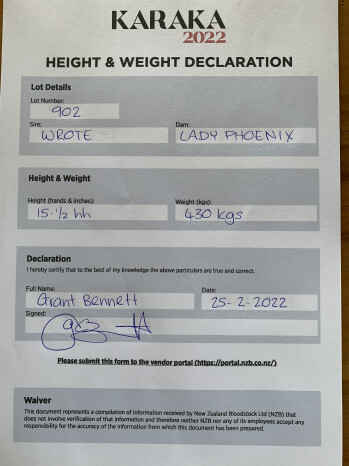 KARAKA
2022
HEIGHT & WEIGHT DECLARATION
Lot Details
Lot Number:
902
Sire: Dam:
WROTE LADY PHOENIX
Height & Weight
Height (hands & inches): Weight (kgs):
15.1/2 hh 430 kgs
Declaration
I hereby certify that to the best of my knowledge the above particulars are true and correct.
Full Name: Date:
Grant Bennett 25-2-2022
Signed:
Please submit this form to the vendor portal (https://portal.nzb.co.nz/)
Waiver
This document represents a compilation of information received by New Zealand Bloodstock Ltd (NZB) that
does not involve verification of that information and therefore neither NZB nor any of its employees accept any
responsibility for the accuracy of the information from which this document has been prepared.